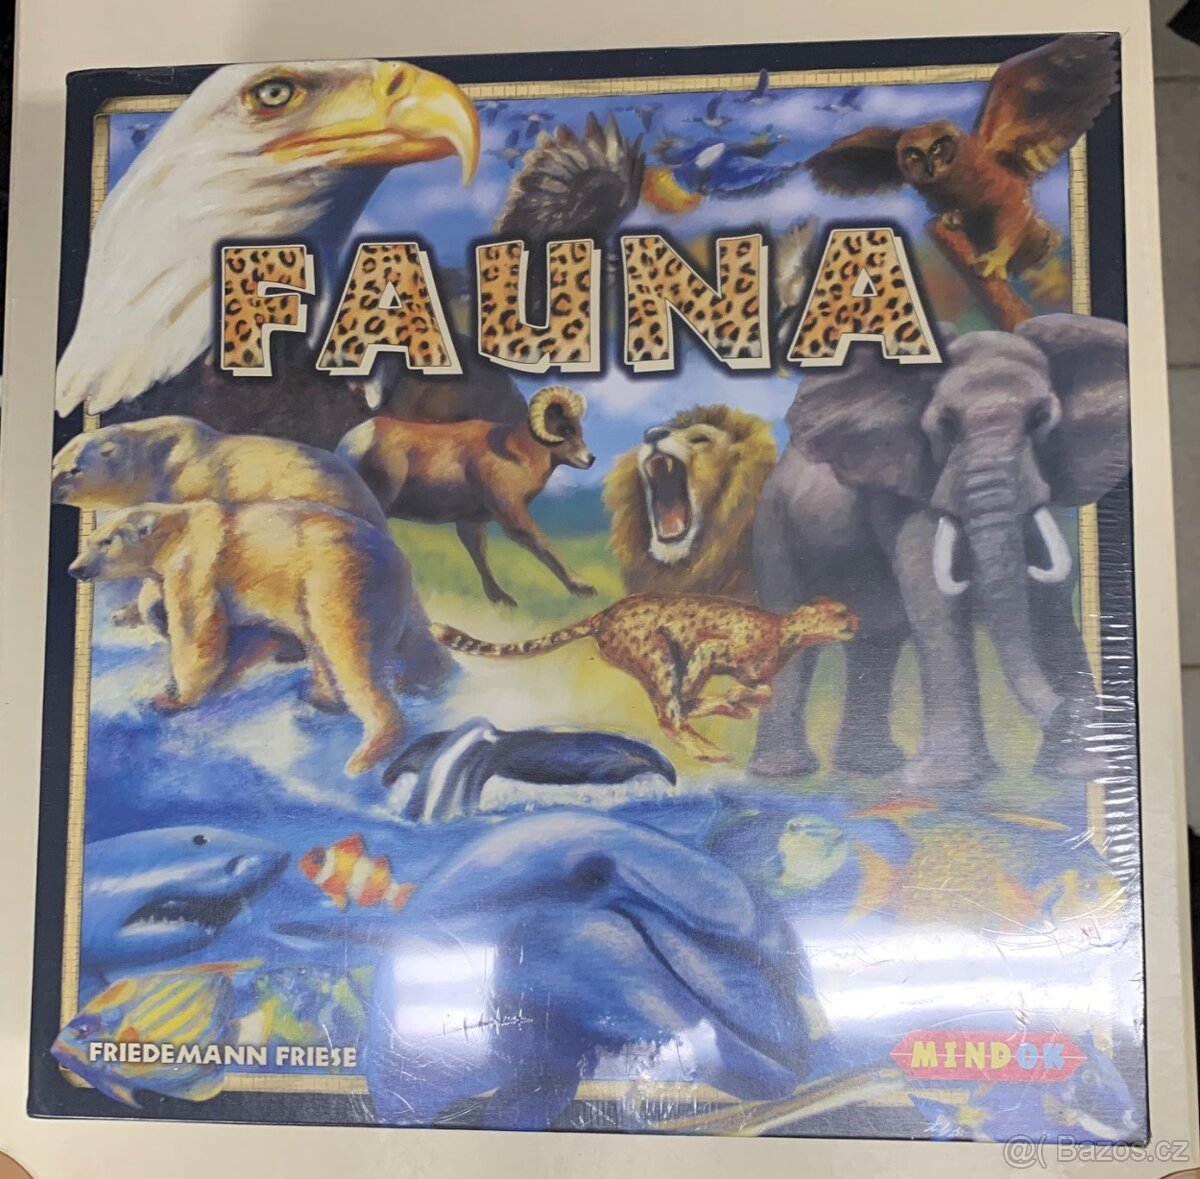 FAUNA
FRIEDEMANN FRIESE
MINDOK
@( Bazos.cz